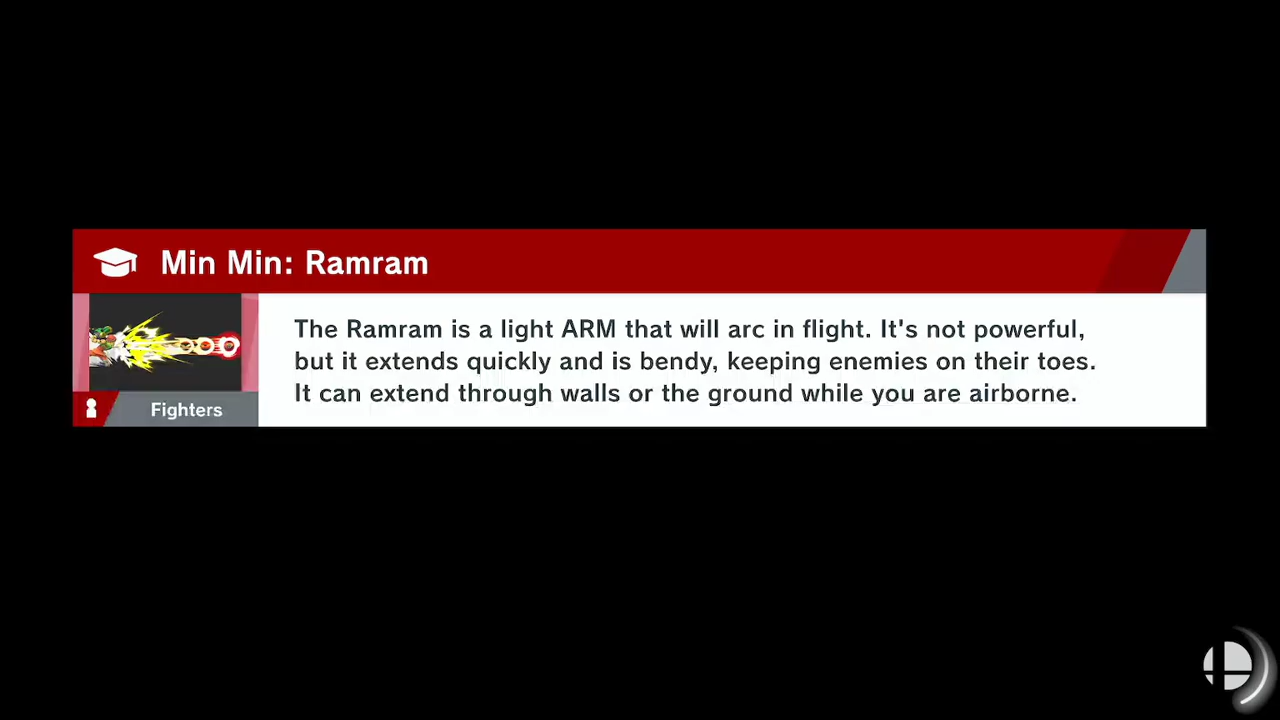 Min Min: Ramram
The Ramram is a light ARM that will arc in flight. It's not powerful,
but it extends quickly and is bendy, keeping enemies on their toes.
It can extend through walls or the ground while you are airborne.
Fighters